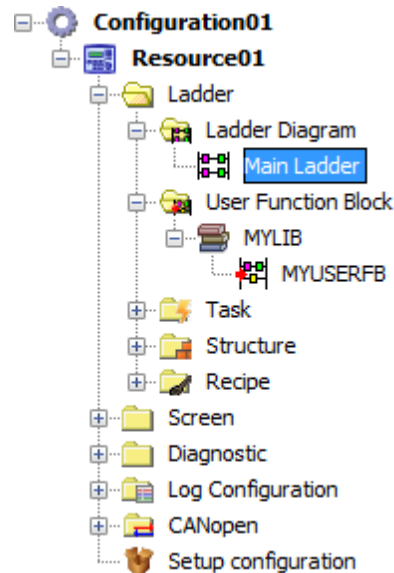 Configuration01
Resource01
Ladder
Ladder Diagram
Main Ladder
User Function Block
MYLIB
MYUSERFB
Task
Structure
Recipe
Screen
Diagnostic
Log Configuration
CANopen
Setup configuration